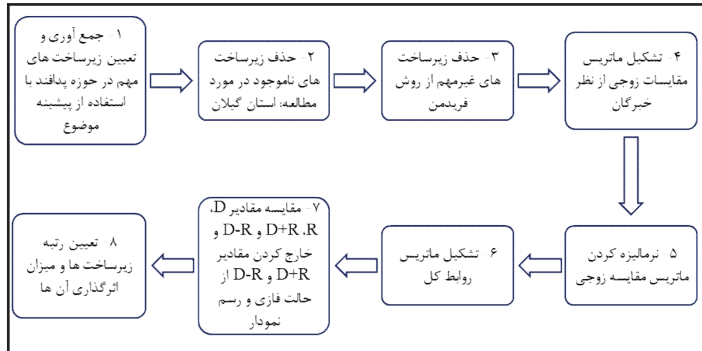 ۱- جمع آوری و
تعیین زیرساخت های
مهم در حوزه پدافند با
استفاده از پیشینه
موضوع
۲- حذف زیرساخت
های ناموجود در مورد
مطالعه: استان گیلان
۳- حذف زیرساخت
های غیرمهم از روش
فریدمن
۴- تشکیل ماتریس
مقایسات زوجی از نظر
خبرگان
۵- نرمالیزه کردن
ماتریس مقایسه زوجی
۶- تشکیل ماتریس
روابط کل
۷- مقایسه مقادیر D،
R، D+R و D-R و
خارج کردن مقادیر
D+R و D-R از
حالت فازی و رسم
نمودار
۸- تعیین رتبه
زیرساخت ها و میزان
اثرگذاری آن ها